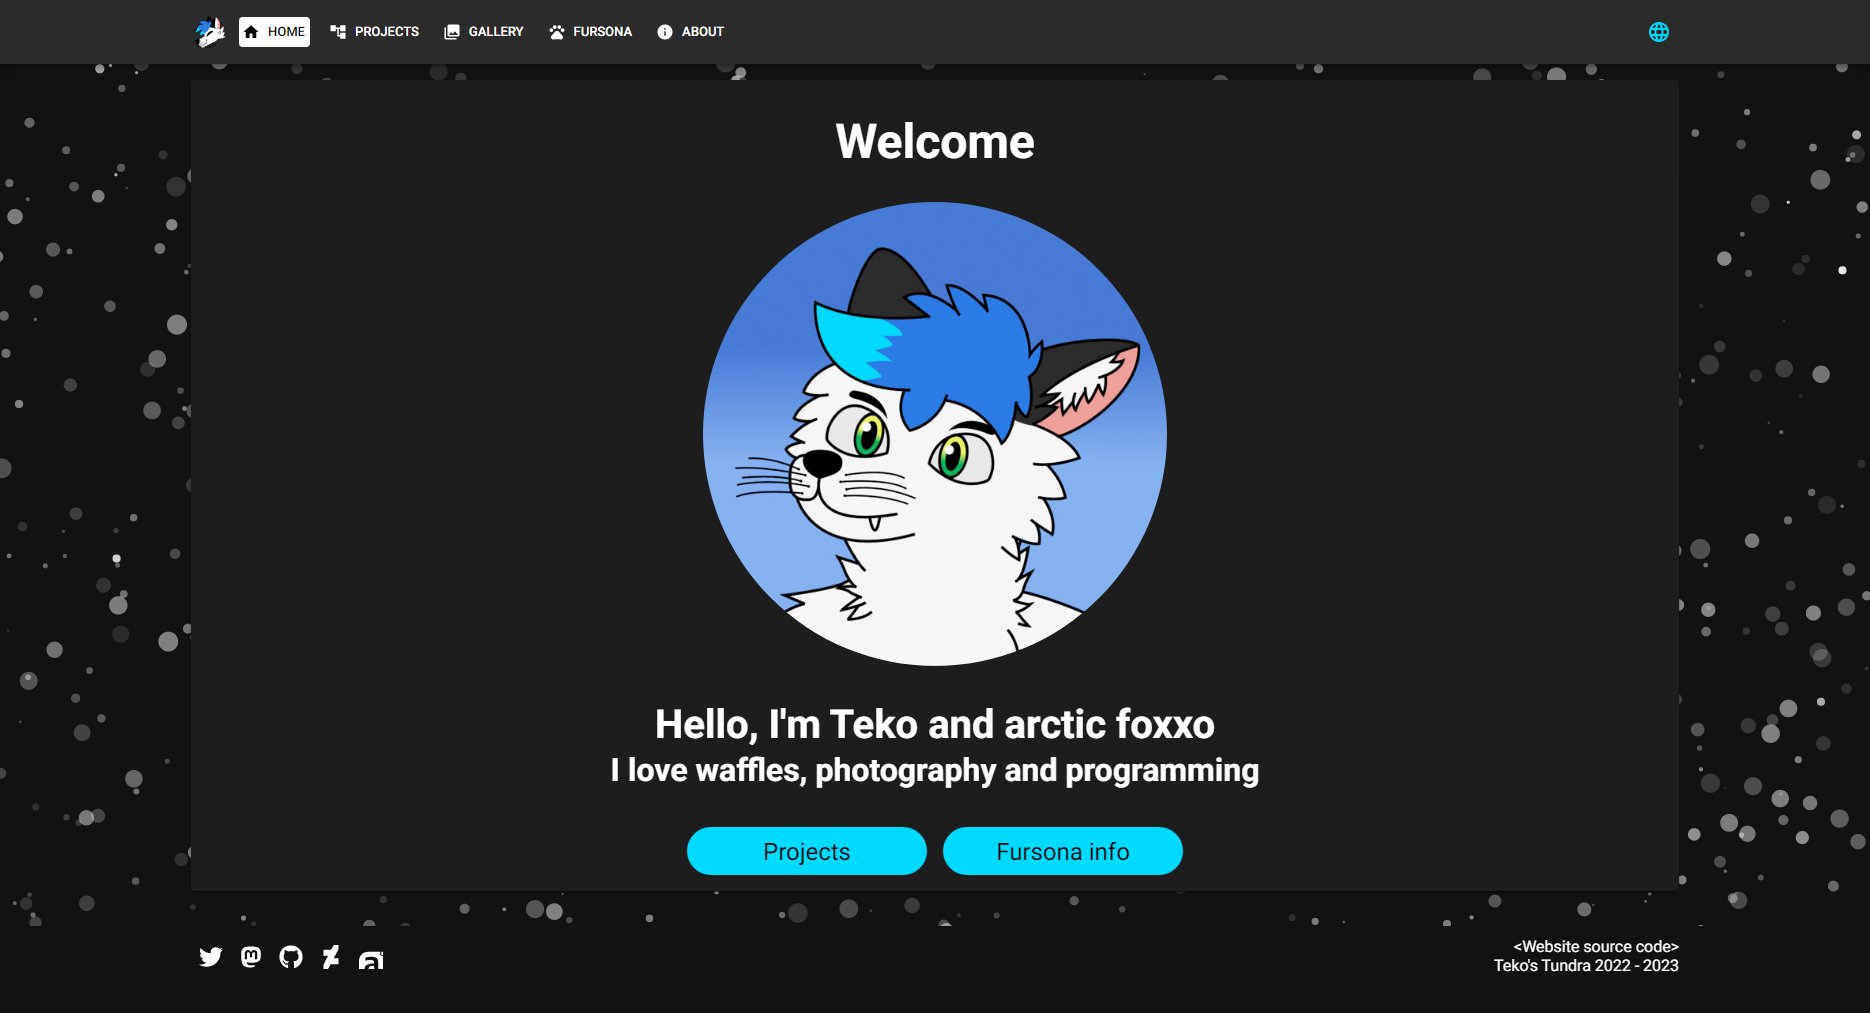 HOME PROJECTS GALLERY FURSONA ABOUT
Welcome
Hello, I'm Teko and arctic foxxo
I love waffles, photography and programming
Projects Fursona info
<Website source code>
Teko's Tundra 2022 - 2023